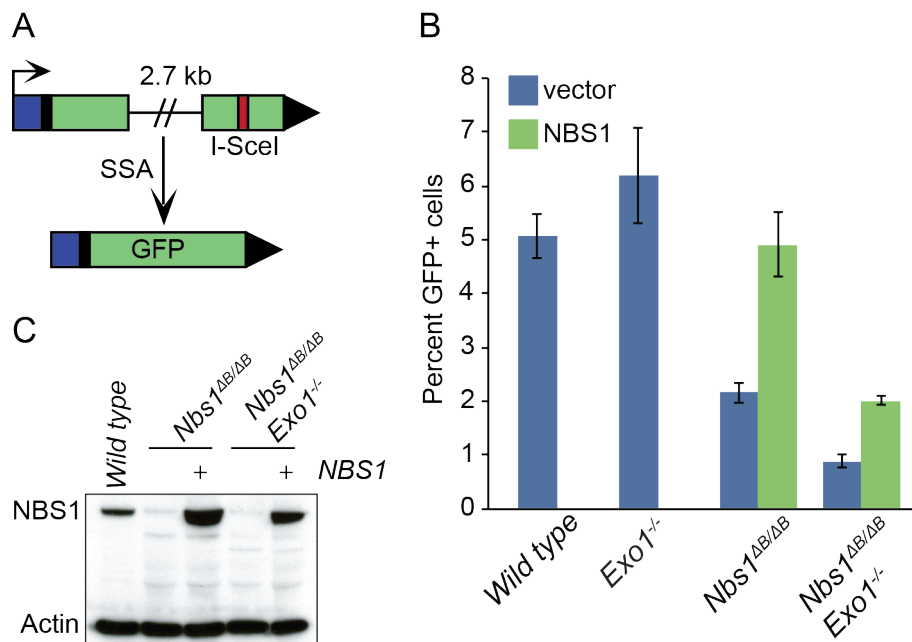 A
2.7 kb
I-SceI
SSA
GFP
B
8
7
6
5
4
3
2
1
0
Percent GFP+ cells
vector
NBS1
Wild type
Exo1-/-
Nbs1ΔB/ΔB
Nbs1ΔB/ΔB
Exo1-/-
C
Wild type
Nbs1ΔB/ΔB
Nbs1ΔB/ΔB
Exo1-/-
+ + NBS1
NBS1
Actin